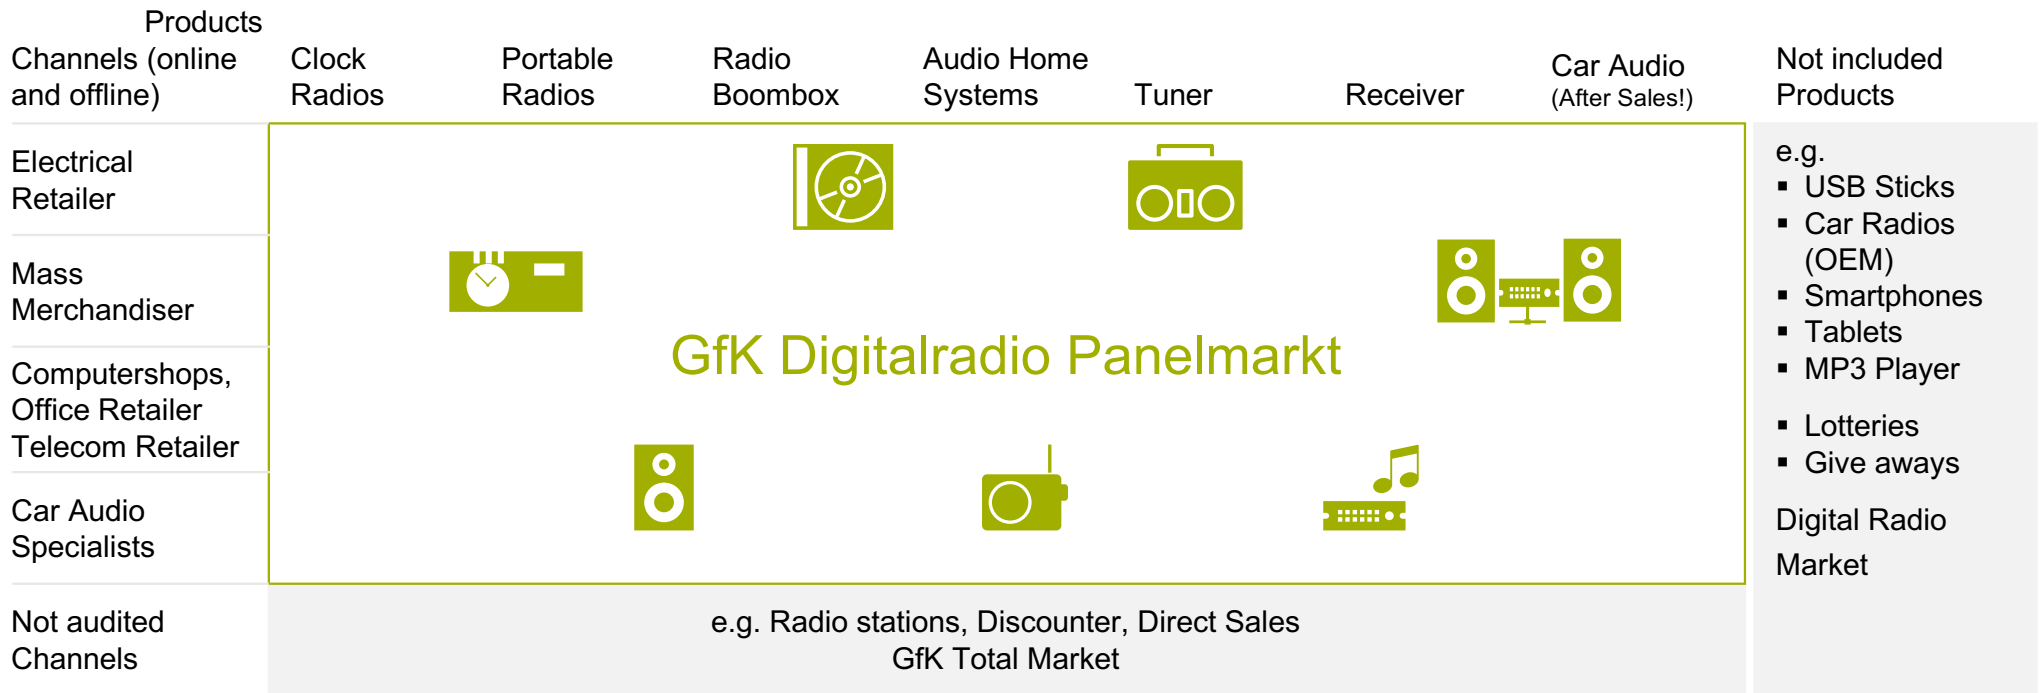 Products
Channels (online
and offline)
Clock
Radios
Portable
Radios
Radio
Boombox
Audio Home
Systems
Tuner
Receiver
Car Audio
(After Sales!)
Not included
Products
Electrical
Retailer
Mass
Merchandiser
Computershops,
Office Retailer
Telecom Retailer
Car Audio
Specialists
GfK Digitalradio Panelmarkt
e.g.
▪ USB Sticks
▪ Car Radios
(OEM)
▪ Smartphones
▪ Tablets
▪ MP3 Player
▪ Lotteries
▪ Give aways
Digital Radio
Market
Not audited
Channels
e.g. Radio stations, Discounter, Direct Sales
GfK Total Market